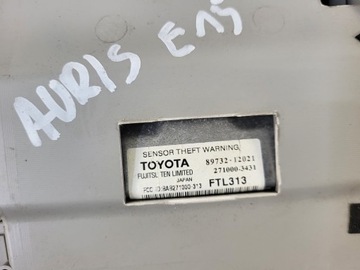 AURIS E15
SENSOR THEFT WARNING
TOYOTA 89732-12021
FUJITSU TEN LIMITED 271000-3431
JAPAN FTL313